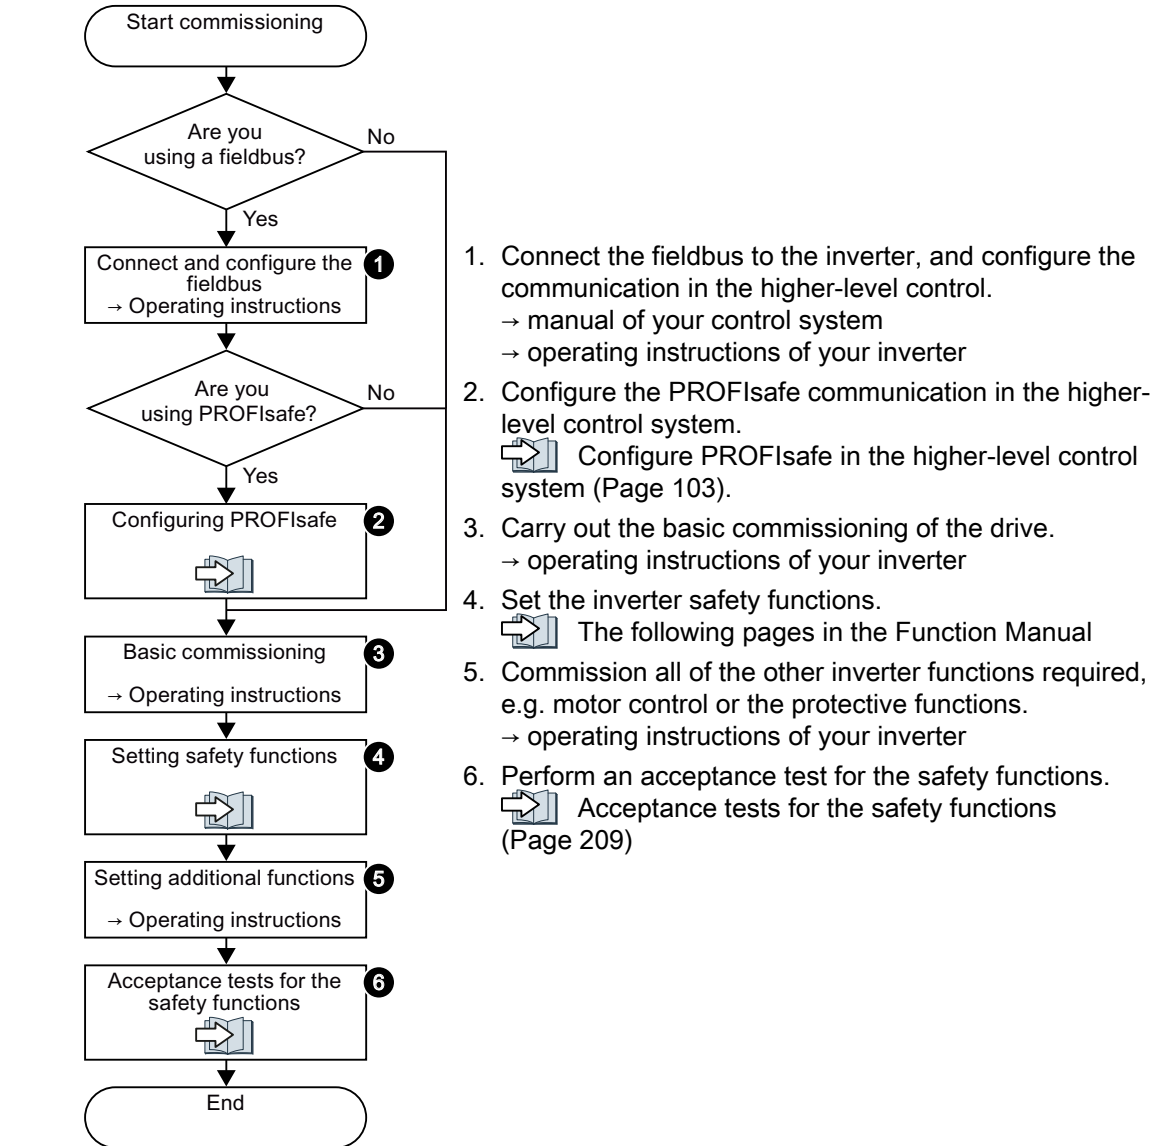 Start commissioning
Are you
using a fieldbus?
No
Yes
Connect and configure the
fieldbus
→ Operating instructions
1
Are you
using PROFIsafe?
No
Yes
Configuring PROFIsafe
2
Basic commissioning
→ Operating instructions
3
Setting safety functions
4
Setting additional functions
→ Operating instructions
5
Acceptance tests for the
safety functions
6
End
1. Connect the fieldbus to the inverter, and configure the
communication in the higher-level control.
→ manual of your control system
→ operating instructions of your inverter
2. Configure the PROFIsafe communication in the higher-
level control system.
Configure PROFIsafe in the higher-level control
system (Page 103).
3. Carry out the basic commissioning of the drive.
→ operating instructions of your inverter
4. Set the inverter safety functions.
The following pages in the Function Manual
5. Commission all of the other inverter functions required,
e.g. motor control or the protective functions.
→ operating instructions of your inverter
6. Perform an acceptance test for the safety functions.
Acceptance tests for the safety functions
(Page 209)